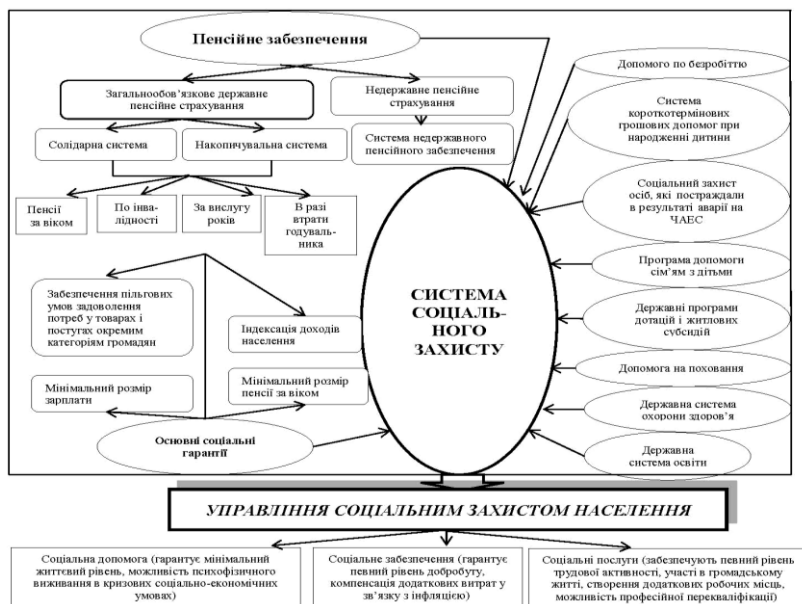 Пенсійне забезпечення
Загальнообов’язкове державне
пенсійне страхування
Недержавне пенсійне
страхування
Солідарна система
Накопичувальна система
Система недержавного
пенсійного забезпечення
Пенсії
за віком
По інва-
лідності
За вислугу
років
В разі
втрати
годуваль-
ника
Забезпечення пільгових
умов задоволення
потреб у товарах і
постугах окремим
категоріям громадян
Індексація доходів
населення
Мінімальний розмір
зарплати
Мінімальний розмір
пенсії за віком
Основні соціальні
гарантії
СИСТЕМА
СОЦІАЛЬ-
НОГО
ЗАХИСТУ
Допомого по безробіттю
Система
короткотермінових
грошових допомог при
народженні дитини
Соціальний захист
осіб, які постраждали
в результаті аварії на
ЧАЕС
Програма допомоги
сім’ям з дітьми
Державні програми
дотацій і житлових
субсидій
Допомога на поховання
Державна система
охорони здоров’я
Державна
система освіти
УПРАВЛІННЯ СОЦІАЛЬНИМ ЗАХИСТОМ НАСЕЛЕННЯ
Соціальна допомога (гарантує мінімальний
життєвий рівень, можливість психофізичного
виживання в кризових соціально-економічних
умовах)
Соціальне забезпечення (гарантує
певний рівень добробуту,
компенсація додаткових витрат у
зв’язку з інфляцією)
Соціальні послуги (забезпечують певний рівень
трудової активності, участі в громадському
житті, створення додаткових робочих місць,
можливість професійної перекваліфікації)